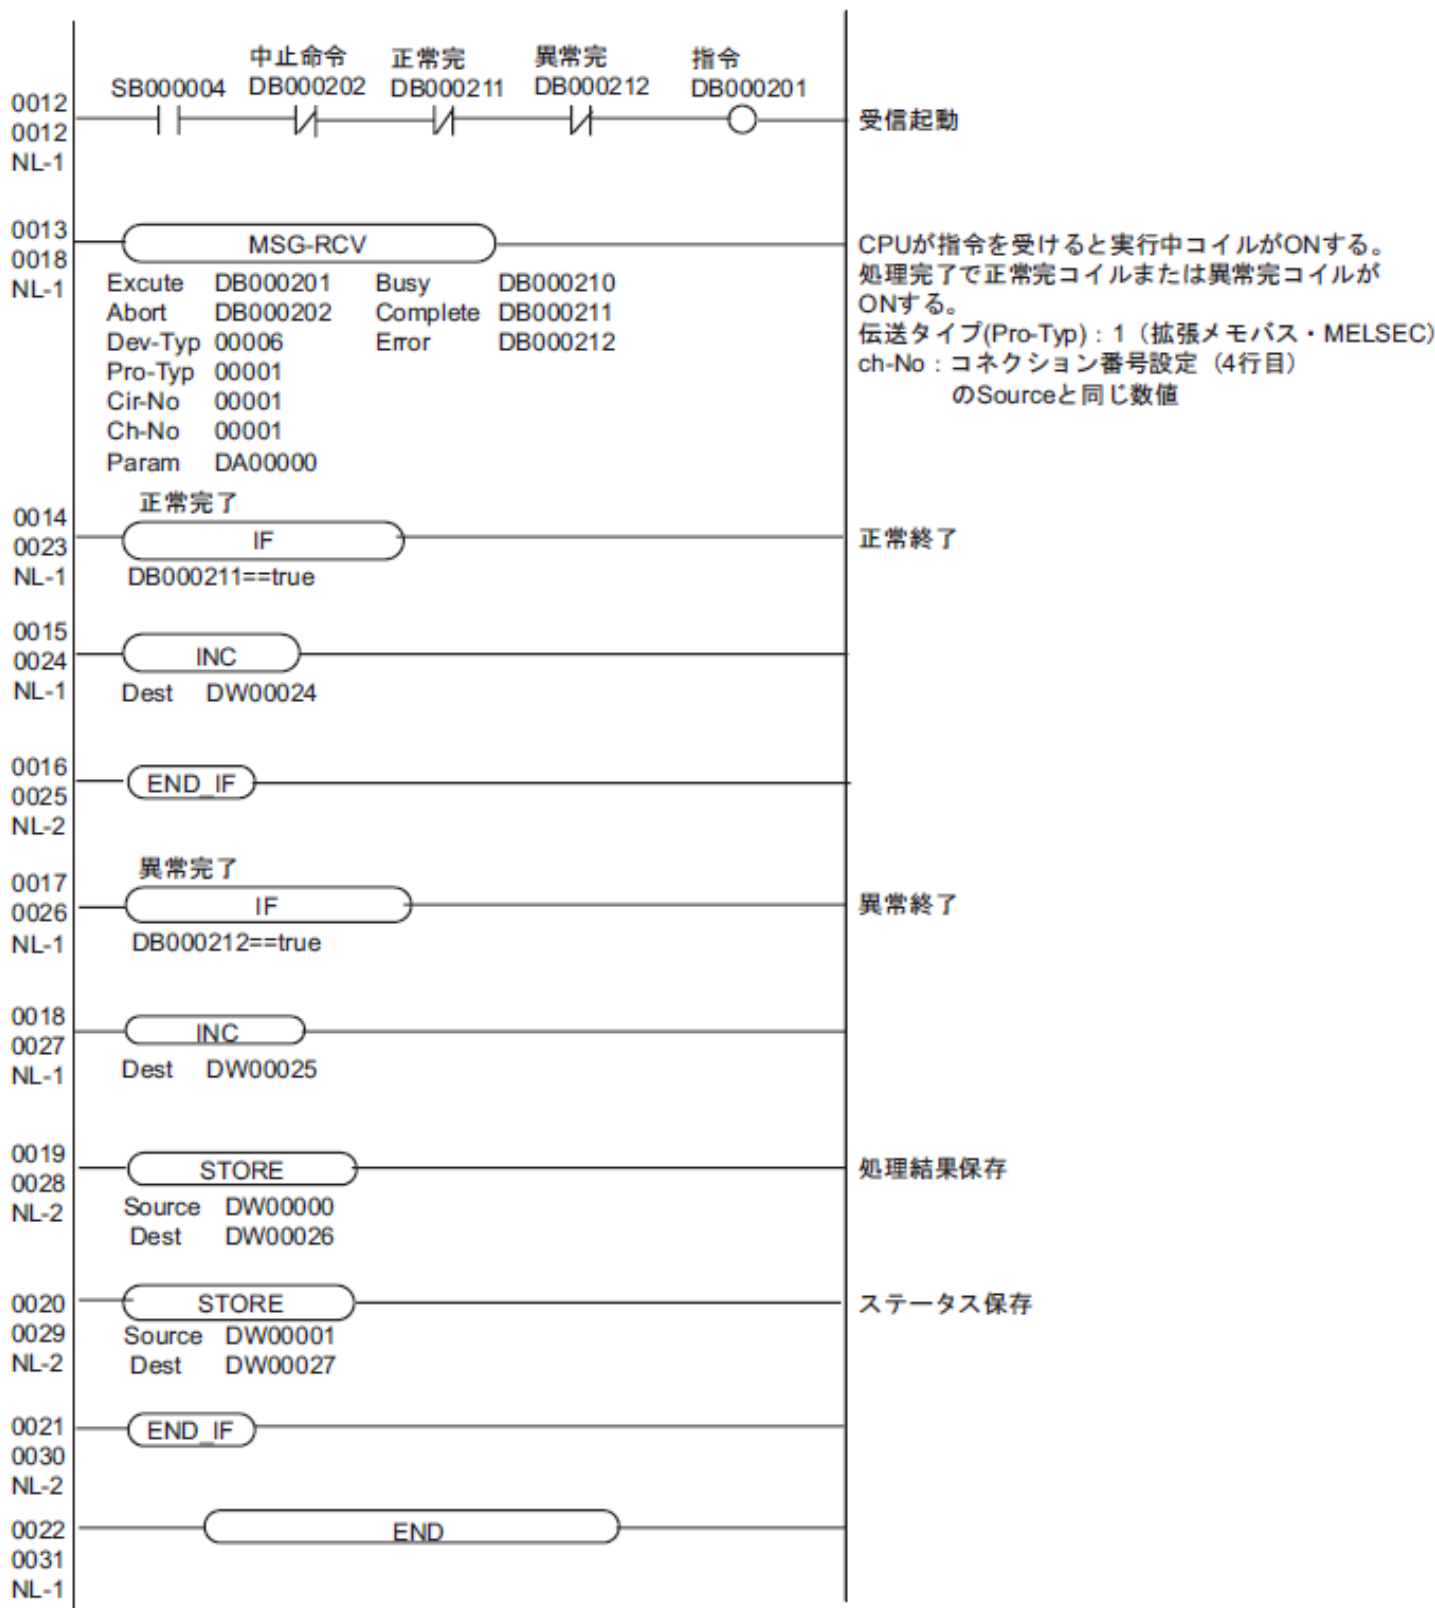 中止命令 正常完 異常完 指令
SB000004 DB000202 DB000211 DB000212 DB000201
0012
0012
NL-1
受信起動
0013
0018
NL-1
MSG-RCV
Excute DB000201 Busy DB000210
Abort DB000202 Complete DB000211
Dev-Typ 00006 Error DB000212
Pro-Typ 00001
Cir-No 00001
Ch-No 00001
Param DA00000
CPUが指令を受けると実行中コイルがONする。
処理完了で正常完コイルまたは異常完コイルが
ONする。
伝送タイプ(Pro-Typ)：1（拡張メモバス・MELSEC）
ch-No：コネクション番号設定（4行目）
のSourceと同じ数値
正常完了
0014
0023
NL-1
IF
DB000211==true
正常終了
0015
0024
NL-1
INC
Dest DW00024
0016
0025
NL-2
END_IF
異常完了
0017
0026
NL-1
IF
DB000212==true
異常終了
0018
0027
NL-1
INC
Dest DW00025
0019
0028
NL-2
STORE
Source DW00000
Dest DW00026
処理結果保存
0020
0029
NL-2
STORE
Source DW00001
Dest DW00027
ステータス保存
0021
0030
NL-2
END_IF
0022
0031
NL-1
END